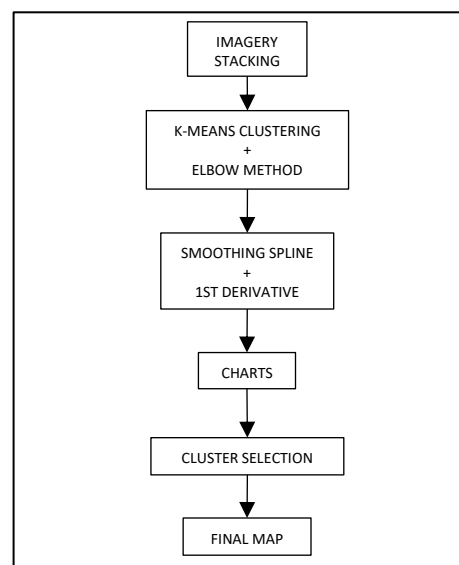 IMAGERY
STACKING
K-MEANS CLUSTERING
+
ELBOW METHOD
SMOOTHING SPLINE
+
1ST DERIVATIVE
CHARTS
CLUSTER SELECTION
FINAL MAP